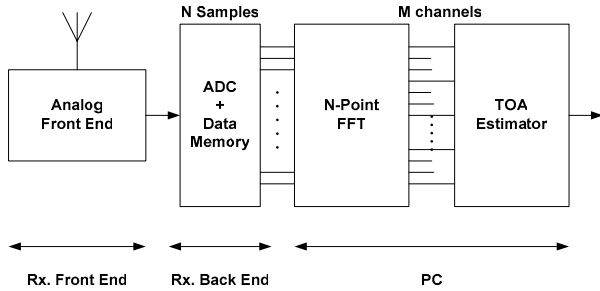 N Samples
M channels
Analog
Front End
ADC
+
Data
Memory
N-Point
FFT
TOA
Estimator
Rx. Front End
Rx. Back End
PC